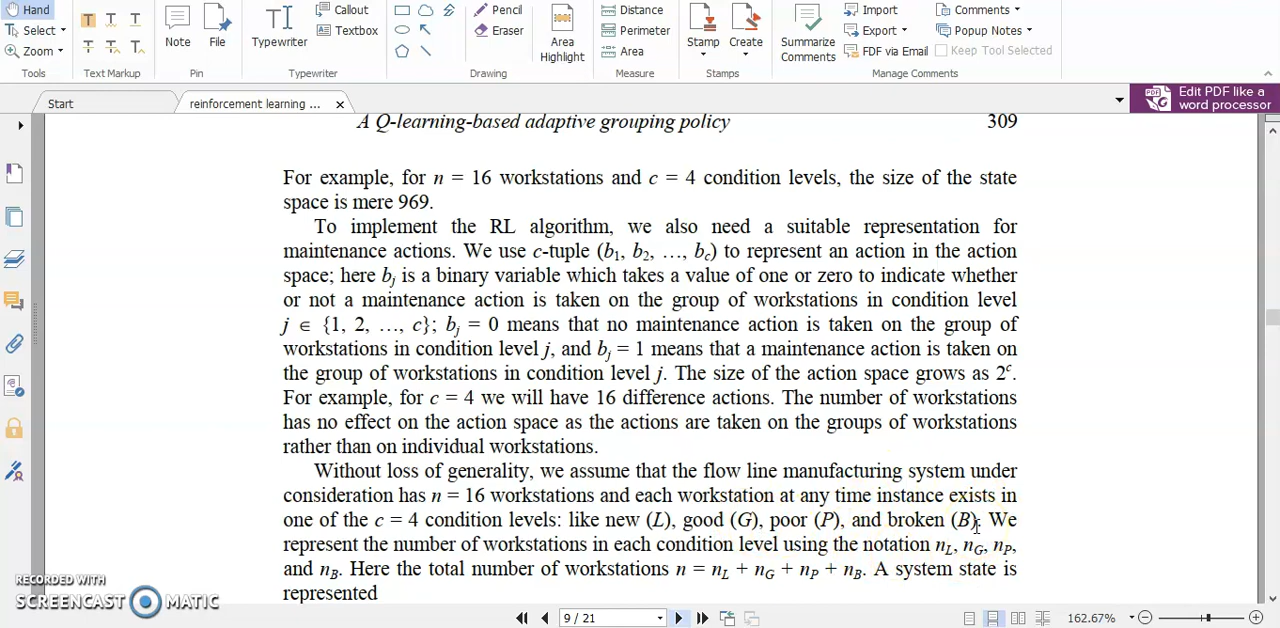 Hand
Select
Zoom
Tools
Text Markup
Note
File
Pin
Typewriter
Callout
Textbox
Typewriter
Pencil
Eraser
Area
Highlight
Drawing
Distance
Perimeter
Area
Measure
Stamp
Create
Stamps
Summarize
Comments
Import
Export
FDF via Email
Comments
Popup Notes
Keep Tool Selected
Manage Comments
Start
reinforcement learning ...
Edit PDF like a
word processor
A Q-learning-based adaptive grouping policy 309
For example, for n = 16 workstations and c = 4 condition levels, the size of the state
space is mere 969.
To implement the RL algorithm, we also need a suitable representation for
maintenance actions. We use c-tuple (b1, b2, …, bc) to represent an action in the action
space; here bj is a binary variable which takes a value of one or zero to indicate whether
or not a maintenance action is taken on the group of workstations in condition level
j ∈ {1, 2, …, c}; bj = 0 means that no maintenance action is taken on the group of
workstations in condition level j, and bj = 1 means that a maintenance action is taken on
the group of workstations in condition level j. The size of the action space grows as 2^c.
For example, for c = 4 we will have 16 difference actions. The number of workstations
has no effect on the action space as the actions are taken on the groups of workstations
rather than on individual workstations.
Without loss of generality, we assume that the flow line manufacturing system under
consideration has n = 16 workstations and each workstation at any time instance exists in
one of the c = 4 condition levels: like new (L), good (G), poor (P), and broken (B). We
represent the number of workstations in each condition level using the notation nL, nG, nP,
and nB. Here the total number of workstations n = nL + nG + nP + nB. A system state is
represented
RECORDED WITH
SCREENCAST MATIC
9 / 21
162.67%